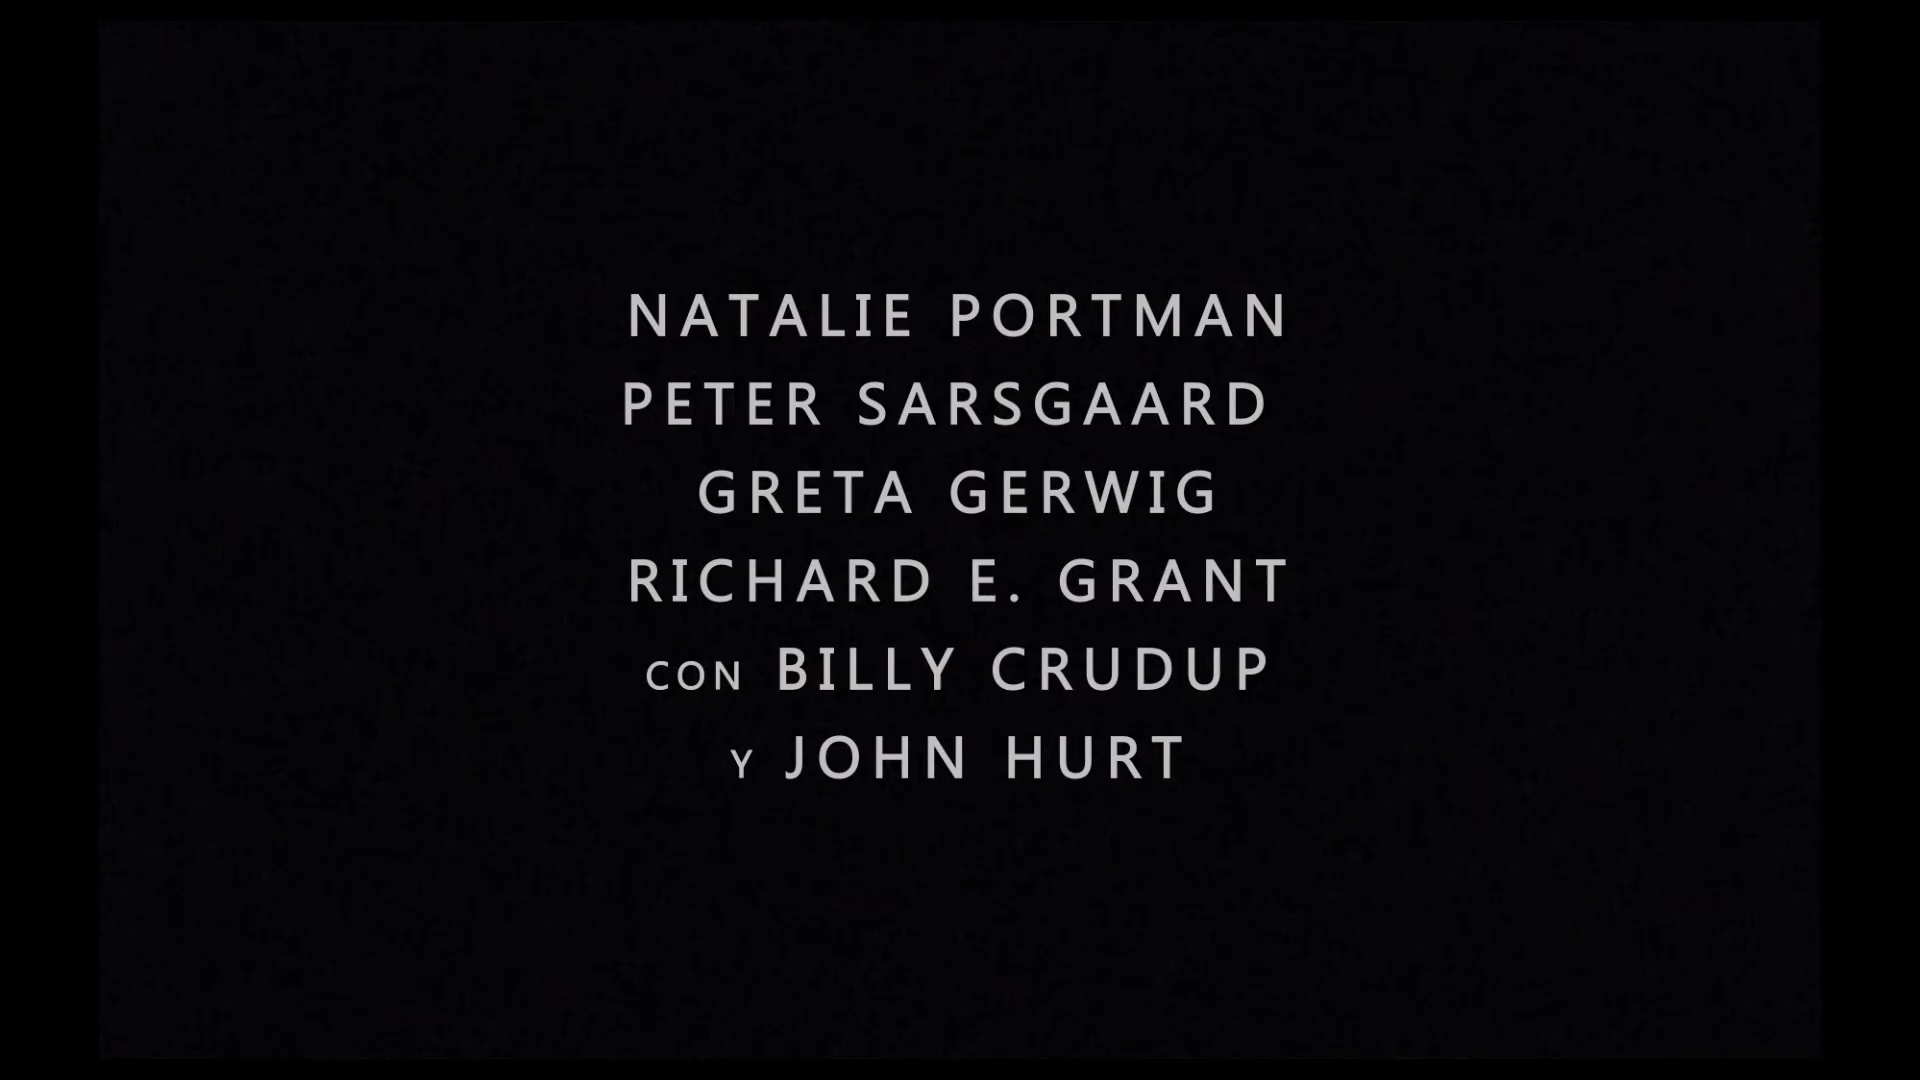 NATALIE PORTMAN
PETER SARSGAARD
GRETA GERWIG
RICHARD E. GRANT
CON BILLY CRUDUP
Y JOHN HURT